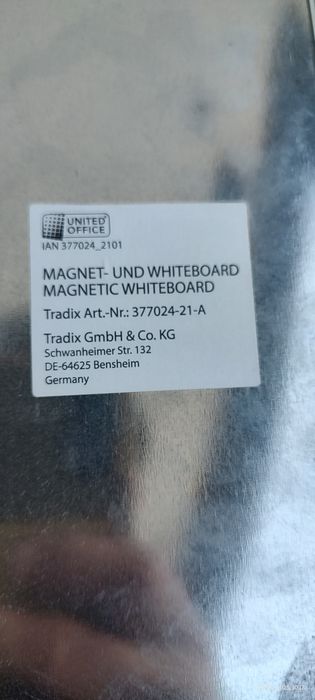 UNITED
OFFICE
IAN 377024_2101
MAGNET- UND WHITEBOARD
MAGNETIC WHITEBOARD
Tradix Art.-Nr.: 377024-21-A
Tradix GmbH & Co. KG
Schwanheimer Str. 132
DE-64625 Bensheim
Germany